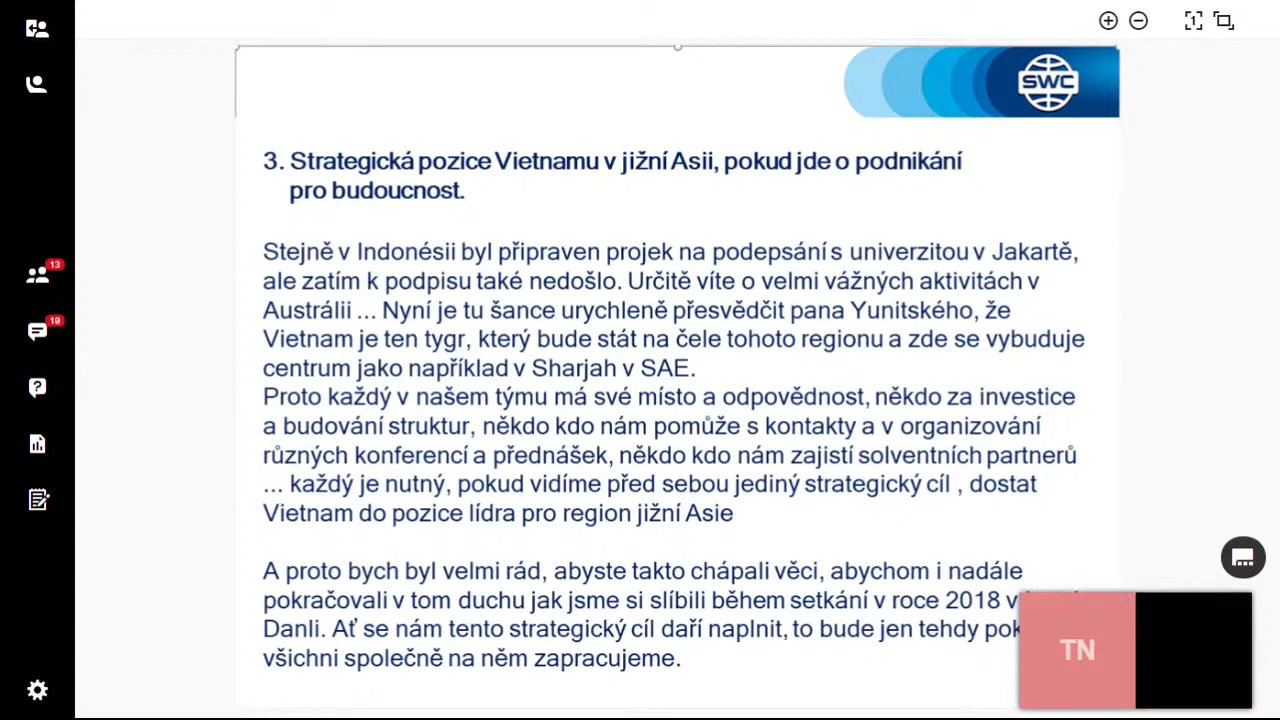 SWC
3. Strategická pozice Vietnamu v jižní Asii, pokud jde o podnikání
pro budoucnost.
Stejně v Indonésii byl připraven projek na podepsání s univerzitou v Jakartě,
ale zatím k podpisu také nedošlo. Určitě víte o velmi vážných aktivitách v
Austrálii ... Nyní je tu šance urychleně přesvědčit pana Yunitského, že
Vietnam je ten tygr, který bude stát na čele tohoto regionu a zde se vybuduje
centrum jako například v Sharjah v SAE.
Proto každý v našem týmu má své místo a odpovědnost, někdo za investice
a budování struktur, někdo kdo nám pomůže s kontakty a v organizování
různých konferencí a přednášek, někdo kdo nám zajistí solventních partnerů
... každý je nutný, pokud vidíme před sebou jediný strategický cíl , dostat
Vietnam do pozice lídra pro region jižní Asie
A proto bych byl velmi rád, abyste takto chápali věci, abychom i nadále
pokračovali v tom duchu jak jsme si slíbili během setkání v roce 2018 v
Danli. Ať se nám tento strategický cíl daří naplnit, to bude jen tehdy
všichni společně na něm zapracujeme.
13
19
1
TN